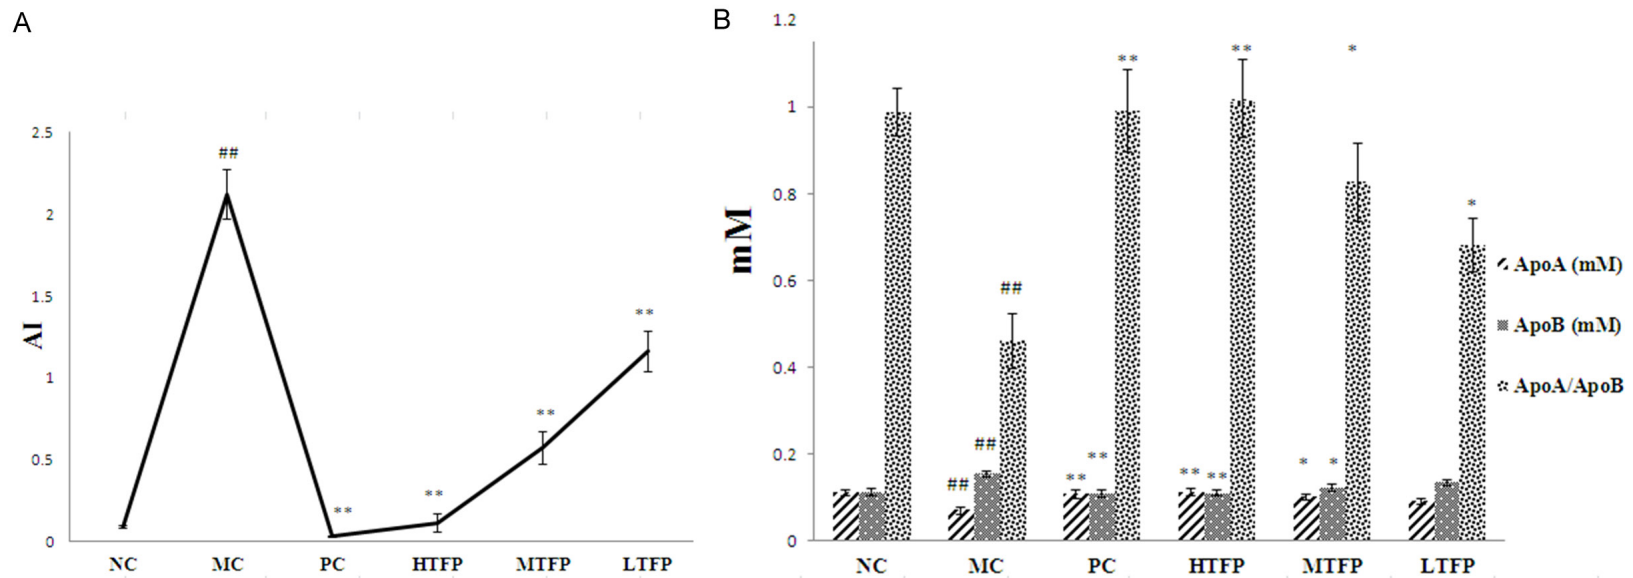 A
AI
2.5
2
1.5
1
0.5
0
##
**
**
**
**
NC MC PC HTFP MTFP LTFP
B
mM
1.2
1
0.8
0.6
0.4
0.2
0
## ## ##
** ** **
** ** **
* * *
*
NC MC PC HTFP MTFP LTFP
ApoA (mM)
ApoB (mM)
ApoA/ApoB